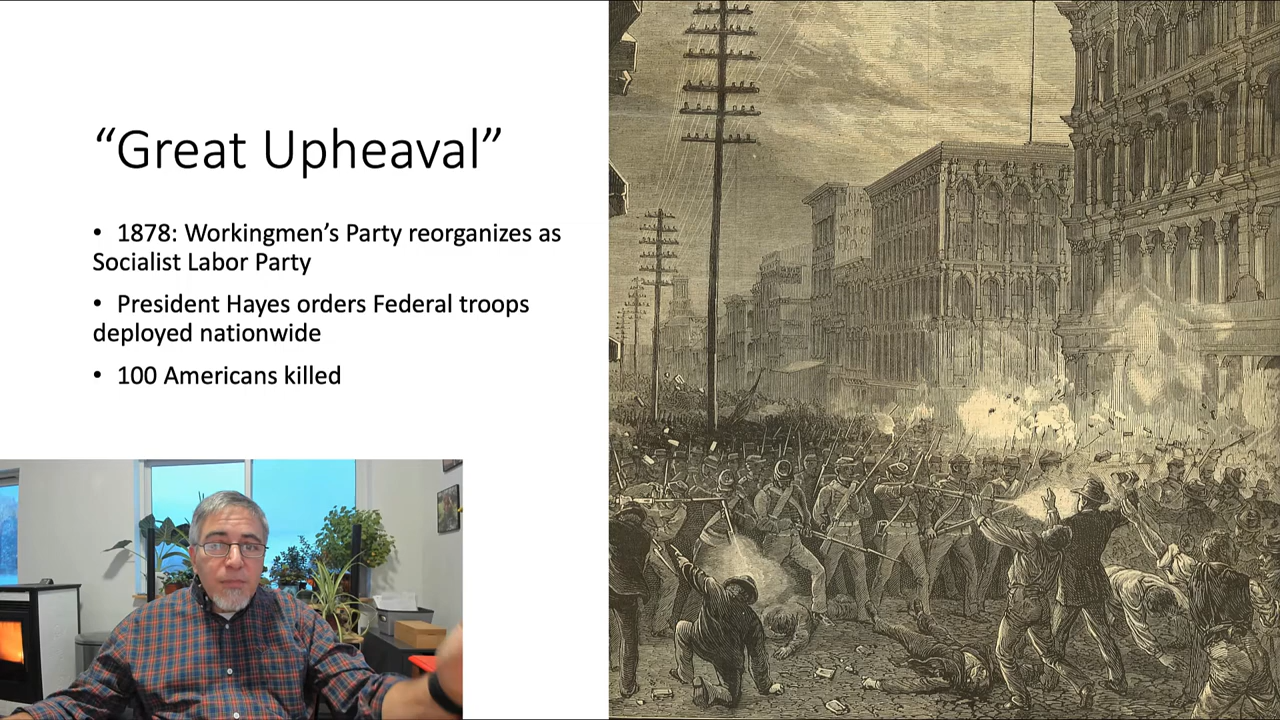 “Great Upheaval”
• 1878: Workingmen’s Party reorganizes as
Socialist Labor Party
• President Hayes orders Federal troops
deployed nationwide
• 100 Americans killed